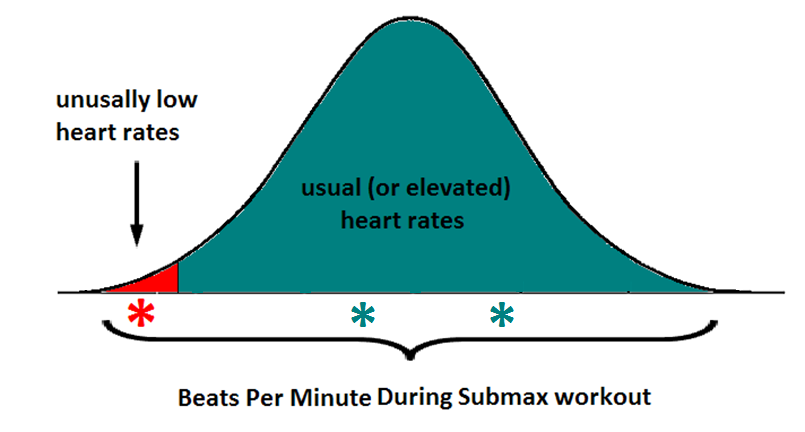 unusally low
heart rates
usual (or elevated)
heart rates
* * *
Beats Per Minute During Submax workout